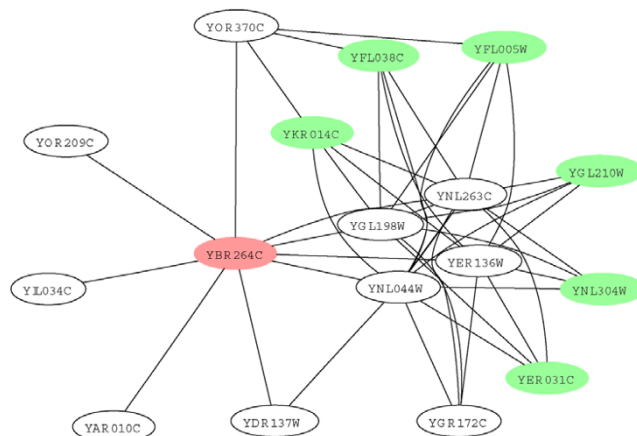 YOR370C
YFL038C
YFL005W
YKR014C
YOR209C
YGL210W
YNL263C
YGL198W
YBR264C
YER136W
YIL034C
YNL044W
YNL304W
YER031C
YAR010C
YDR137W
YGR172C